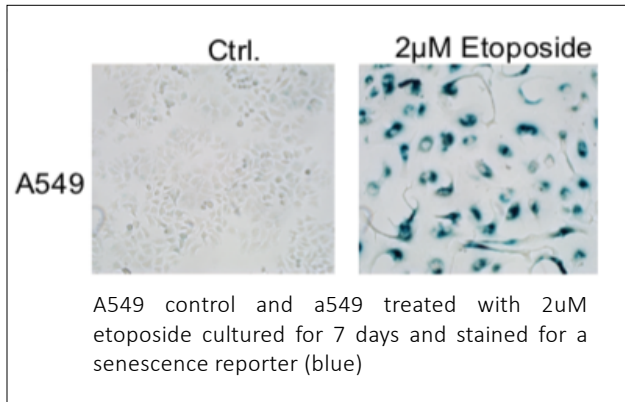 Ctrl.
2µM Etoposide
A549
A549 control and a549 treated with 2uM
etoposide cultured for 7 days and stained for a
senescence reporter (blue)